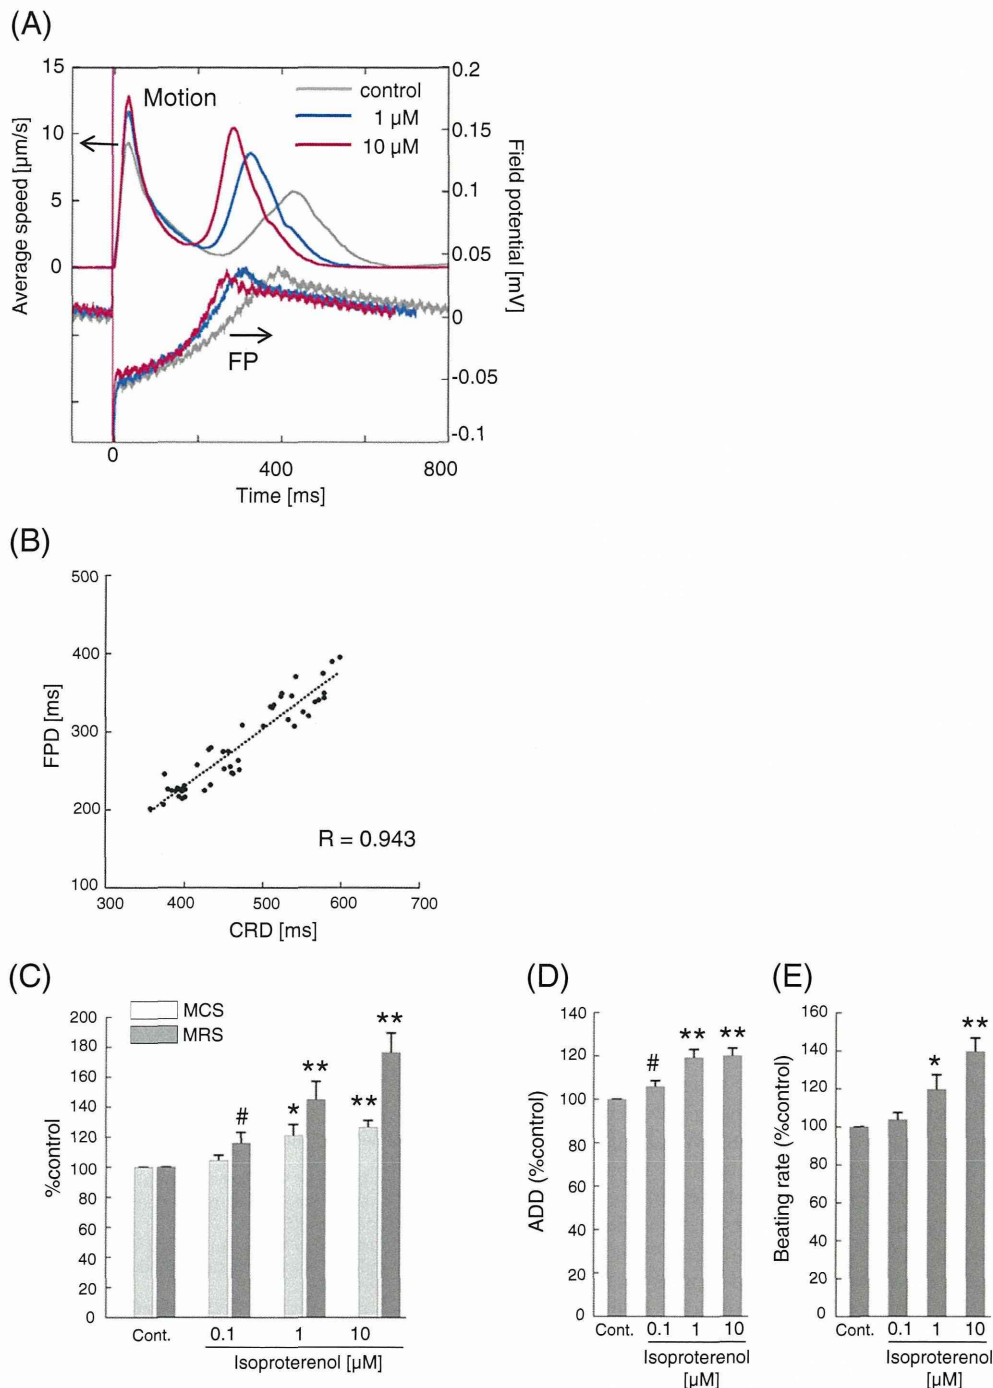 (A)
Motion
control
1 µM
10 µM
15
10
5
0
Average speed [µm/s]
0.2
0.15
0.1
0.05
0
-0.05
-0.1
Field potential [mV]
FP
0
400
800
Time [ms]
(B)
500
400
300
200
100
FPD [ms]
R = 0.943
300
400
500
600
700
CRD [ms]
(C)
MCS
MRS
200
180
160
140
120
100
80
60
40
20
0
%control
#
*
**
**
**
Cont.
0.1
1
10
Isoproterenol [µM]
(D)
140
120
100
80
60
40
20
0
ADD (%control)
#
**
**
Cont.
0.1
1
10
Isoproterenol
[µM]
(E)
160
140
120
100
80
60
40
20
0
Beating rate (%control)
*
**
Cont.
0.1
1
10
Isoproterenol
[µM]